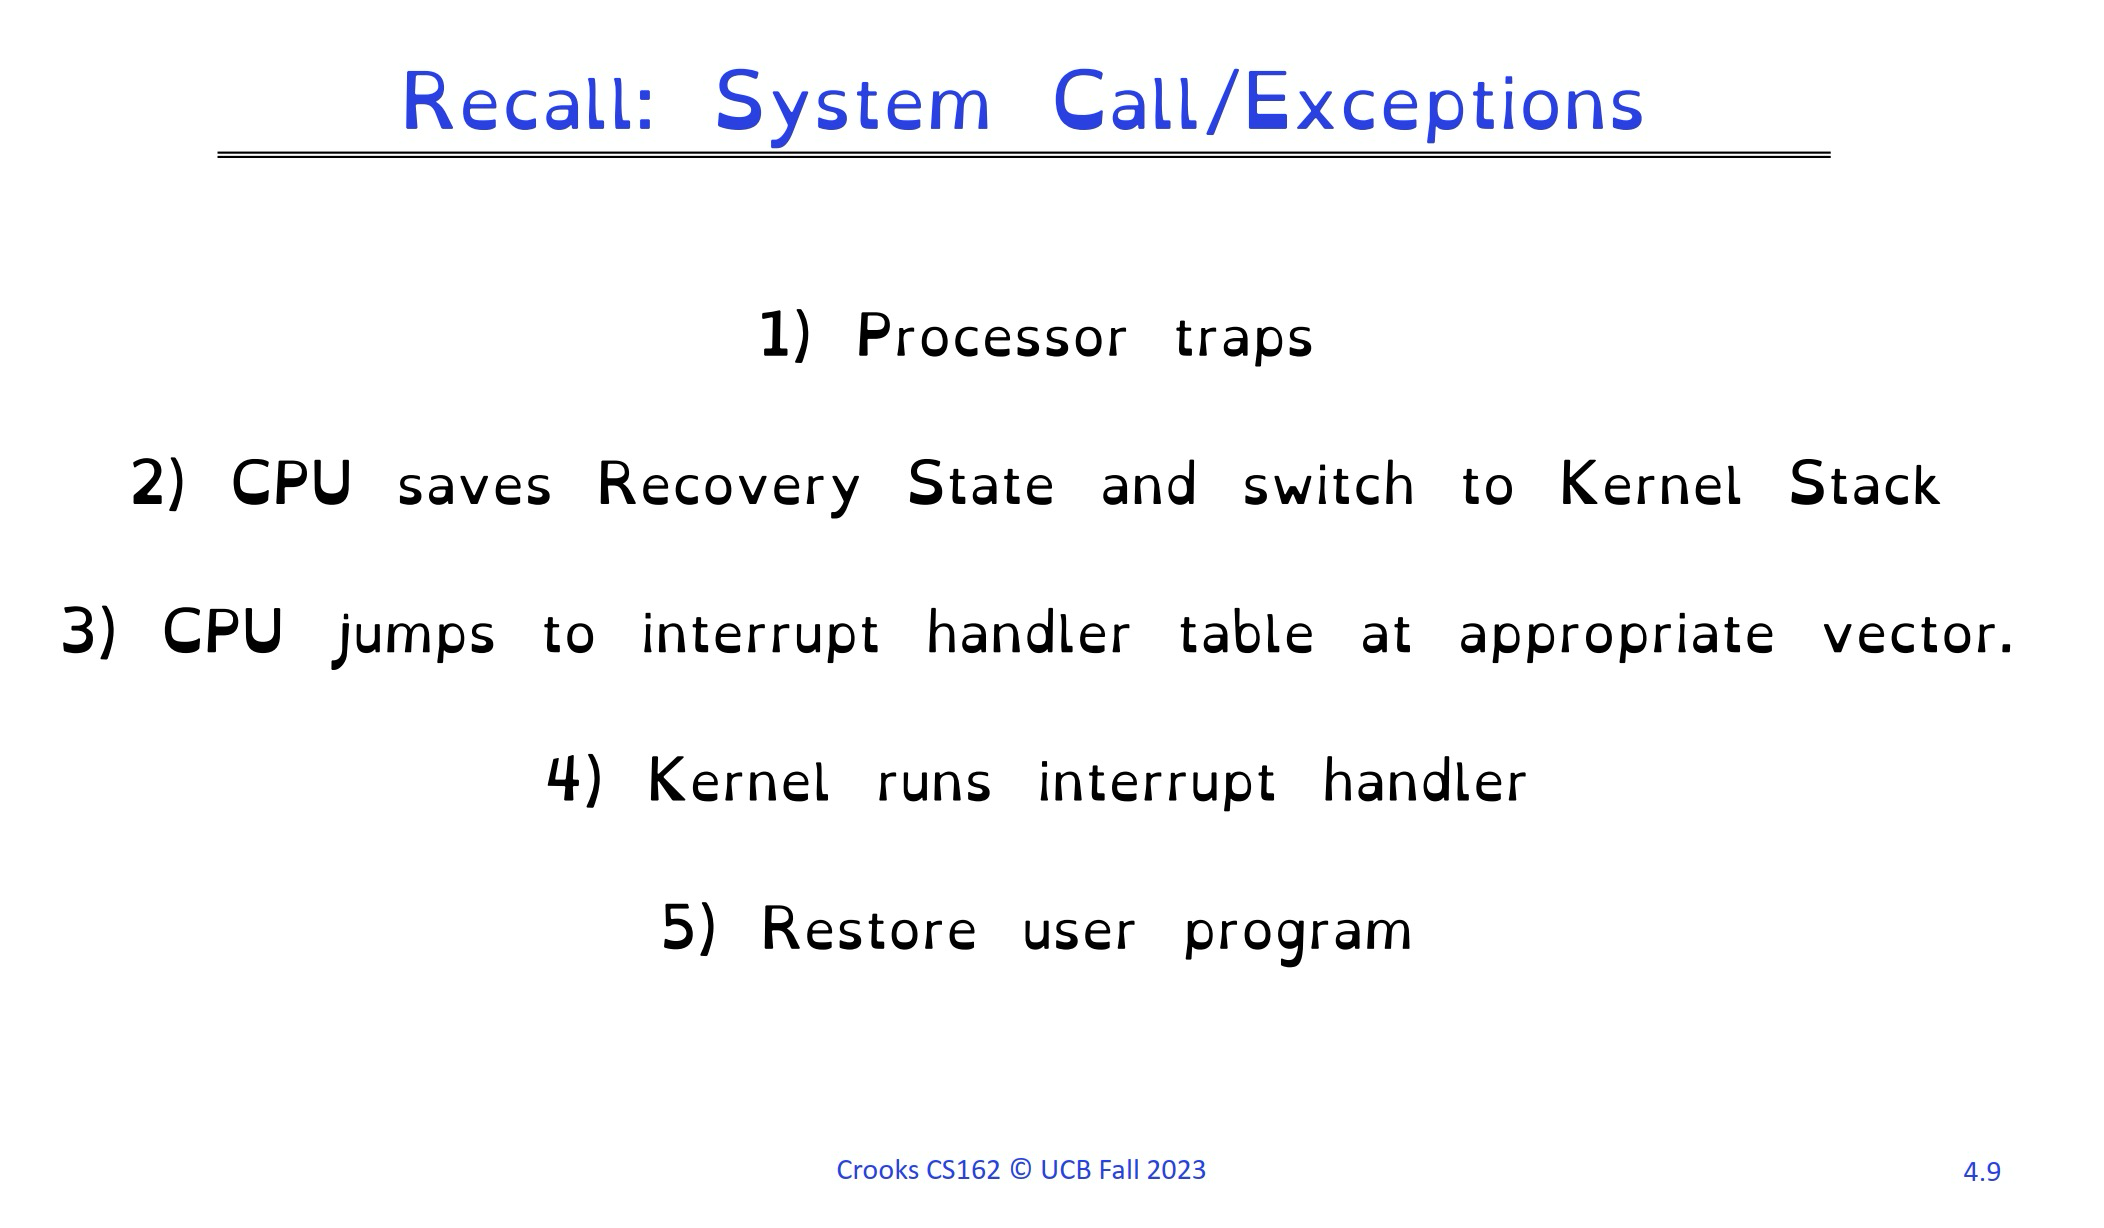 Recall: System Call/Exceptions
1) Processor traps
2) CPU saves Recovery State and switch to Kernel Stack
3) CPU jumps to interrupt handler table at appropriate vector.
4) Kernel runs interrupt handler
5) Restore user program
Crooks CS162 © UCB Fall 2023
4.9